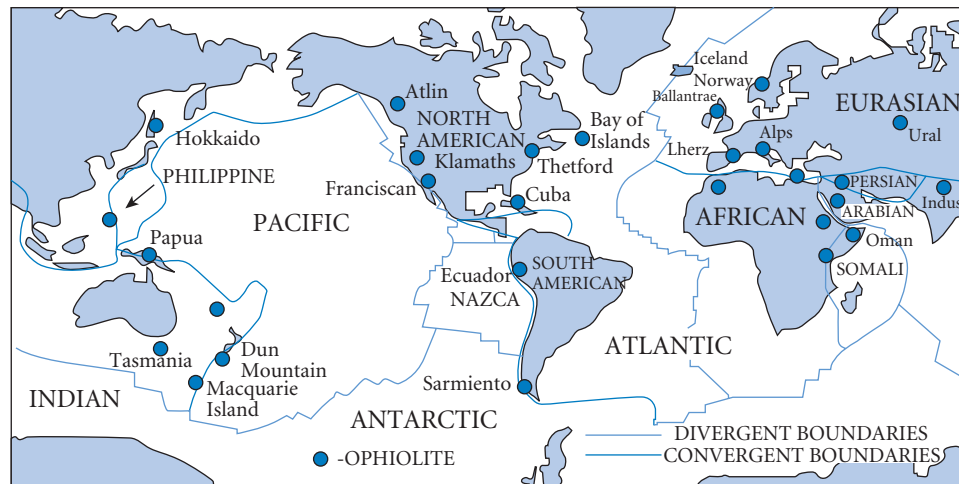 Iceland
Norway
Ballantrae
EURASIAN
Atlin
NORTH
AMERICAN
Klamaths
Bay of
Islands
Alps
Ural
Hokkaido
Lherz
Thetford
PHILIPPINE
Franciscan
Cuba
PERSIAN
Indus
ARABIAN
PACIFIC
AFRICAN
Papua
Oman
Ecuador
NAZCA
SOUTH
AMERICAN
SOMALI
ATLANTIC
Tasmania
Dun
Mountain
Macquarie
Island
INDIAN
Sarmiento
ANTARCTIC
DIVERGENT BOUNDARIES
CONVERGENT BOUNDARIES
-OPHIOLITE